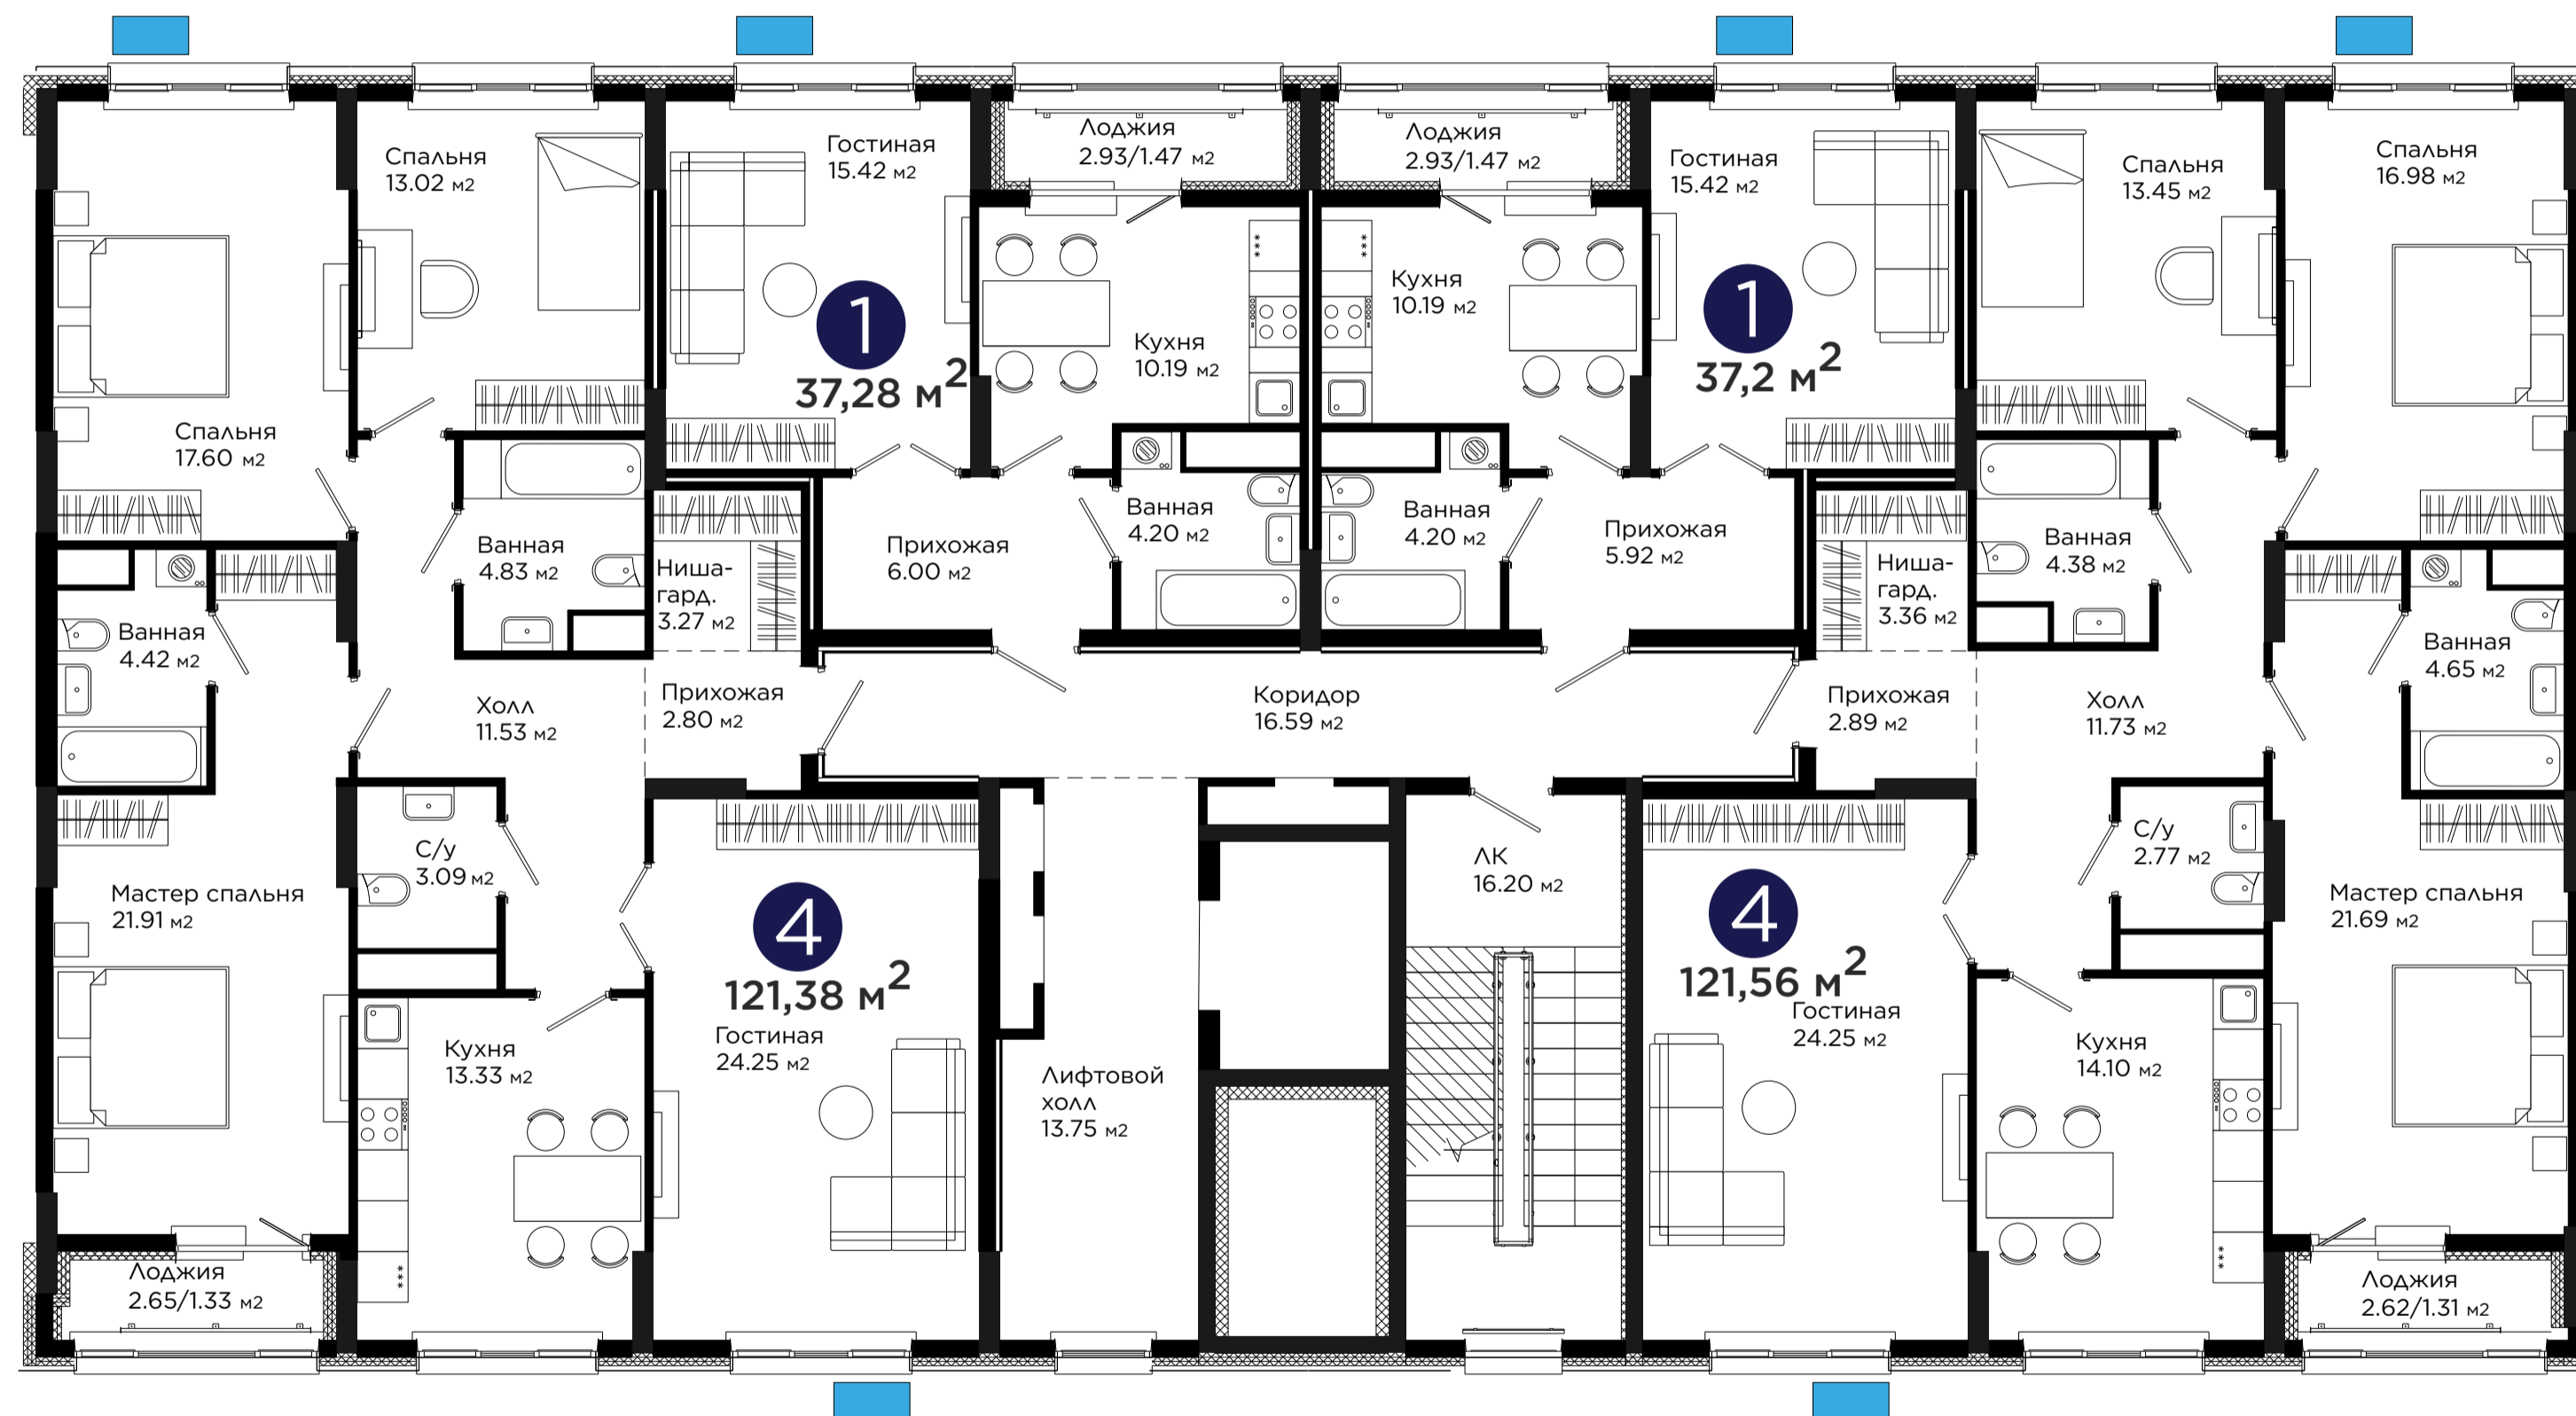 Спальня
17.60 м2
Спальня
13.02 м2
Гостиная
15.42 м2
1
37,28 м2
Лоджия
2.93/1.47 м2
Кухня
10.19 м2
Лоджия
2.93/1.47 м2
Кухня
10.19 м2
Гостиная
15.42 м2
1
37,2 м2
Спальня
13.45 м2
Спальня
16.98 м2
Ванная
4.42 м2
Ванная
4.83 м2
Ниша-
гард.
3.27 м2
Прихожая
6.00 м2
Ванная
4.20 м2
Ванная
4.20 м2
Прихожая
5.92 м2
Ниша-
гард.
3.36 м2
Ванная
4.38 м2
Ванная
4.65 м2
Холл
11.53 м2
Прихожая
2.80 м2
Коридор
16.59 м2
Прихожая
2.89 м2
Холл
11.73 м2
Мастер спальня
21.91 м2
С/у
3.09 м2
4
121,38 м2
Гостиная
24.25 м2
Кухня
13.33 м2
Лифтовой
холл
13.75 м2
ЛК
16.20 м2
4
121,56 м2
Гостиная
24.25 м2
С/у
2.77 м2
Кухня
14.10 м2
Мастер спальня
21.69 м2
Лоджия
2.65/1.33 м2
Лоджия
2.62/1.31 м2